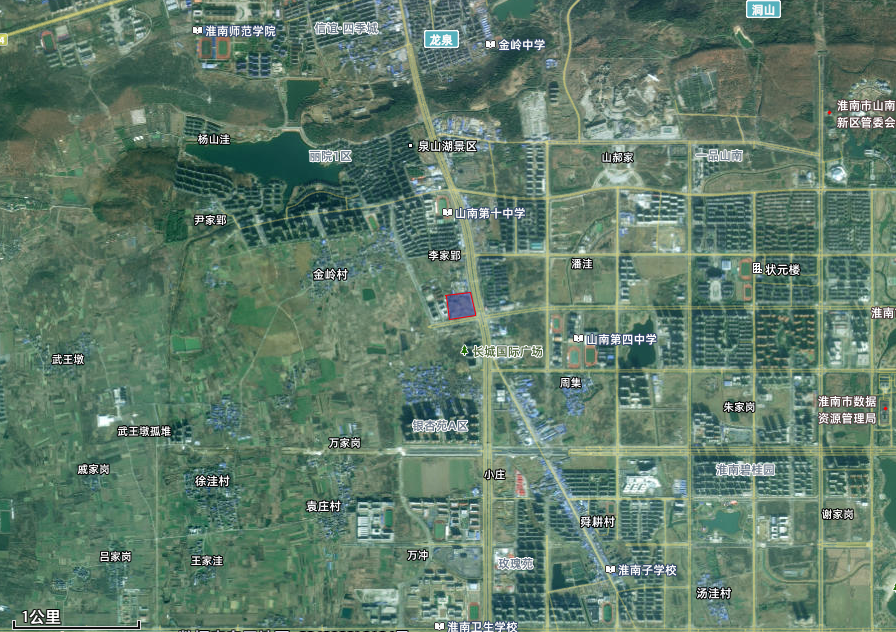 洞山
淮南师范学院
信谊·四季城
龙泉
金岭中学
淮南市山南
新区管委会
杨山洼
丽院1区
泉山湖景区
山郝家
一品山南
尹家郢
山南第十中学
李家郢
潘洼
状元楼
金岭村
淮南
山南第四中学
长城国际广场
武王墩
周集
淮南市数据
资源管理局
朱家岗
银杏苑A区
武王墩孤堆
万家岗
戚家岗
徐洼村
小庄
淮南碧桂园
袁庄村
舜耕村
谢家岗
吕家岗
王家洼
万冲
玫瑰苑
淮南子学校
汤洼村
1公里
淮南卫生学校